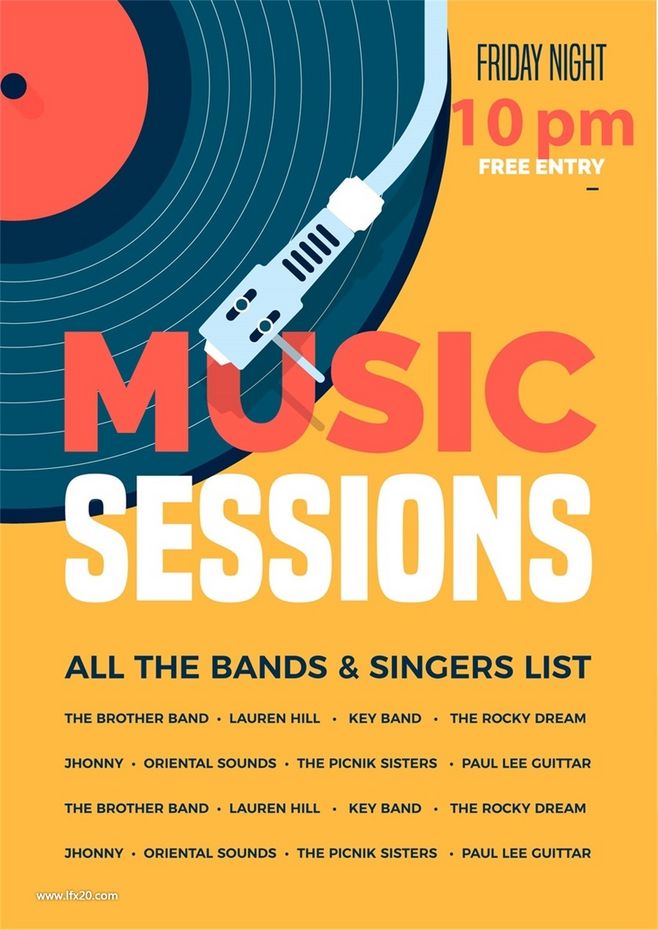 FRIDAY NIGHT
10 pm
FREE ENTRY
MUSIC
SESSIONS
ALL THE BANDS & SINGERS LIST
THE BROTHER BAND • LAUREN HILL • KEY BAND • THE ROCKY DREAM
JHONNY • ORIENTAL SOUNDS • THE PICNIK SISTERS • PAUL LEE GUITTAR
THE BROTHER BAND • LAUREN HILL • KEY BAND • THE ROCKY DREAM
JHONNY • ORIENTAL SOUNDS • THE PICNIK SISTERS • PAUL LEE GUITTAR
www.lfx20.com